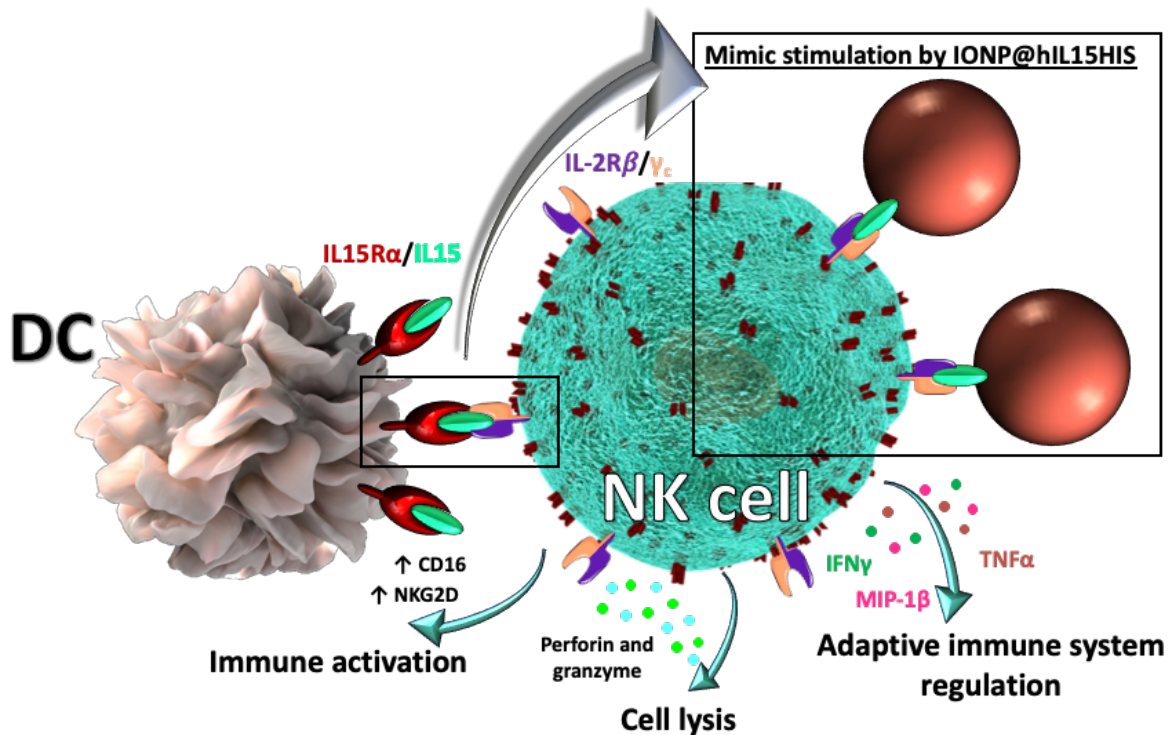 Mimic stimulation by IONP@hIL15HIS
IL-2Rβ/γc
IL15Rα/IL15
DC
NK cell
↑ CD16
↑ NKG2D
Immune activation
Perforin and
granzyme
Cell lysis
IFNγ
TNFα
MIP-1β
Adaptive immune system
regulation